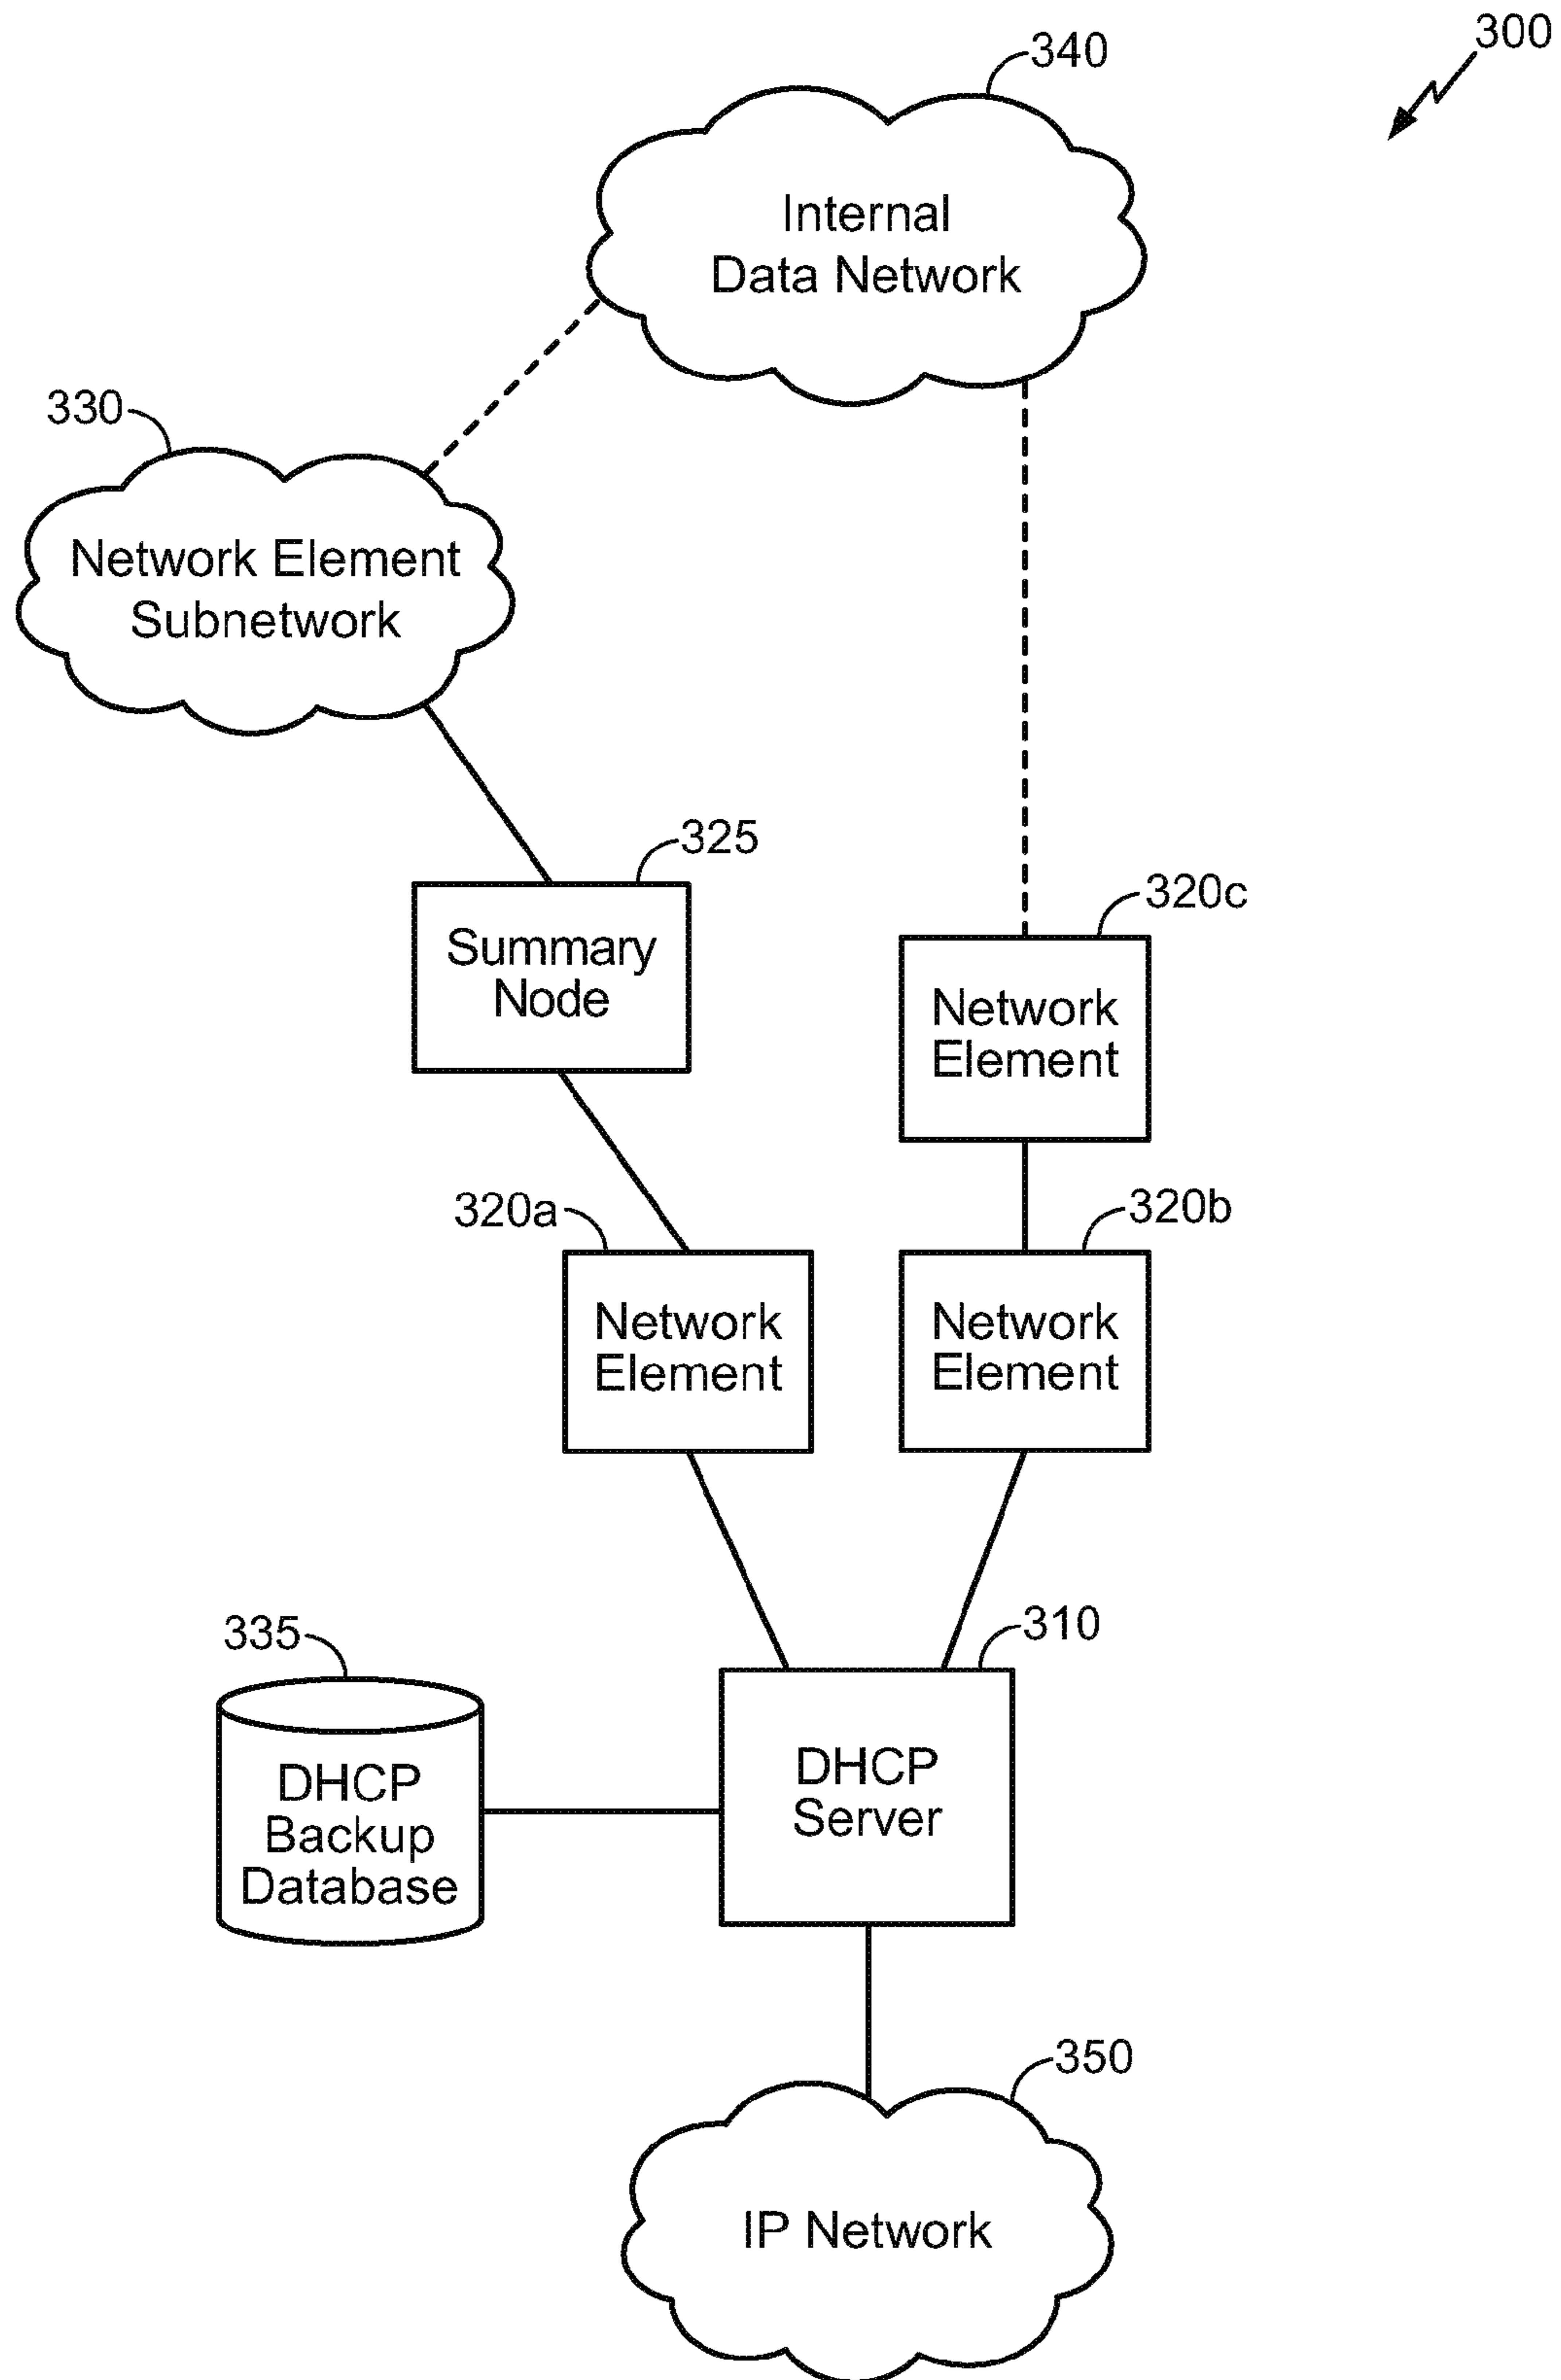 300
340
Internal
Data Network
330
Network Element
Subnetwork
325
Summary
Node
320c
Network
Element
320a
Network
Element
320b
Network
Element
335
DHCP
Backup
Database
310
DHCP
Server
350
IP Network